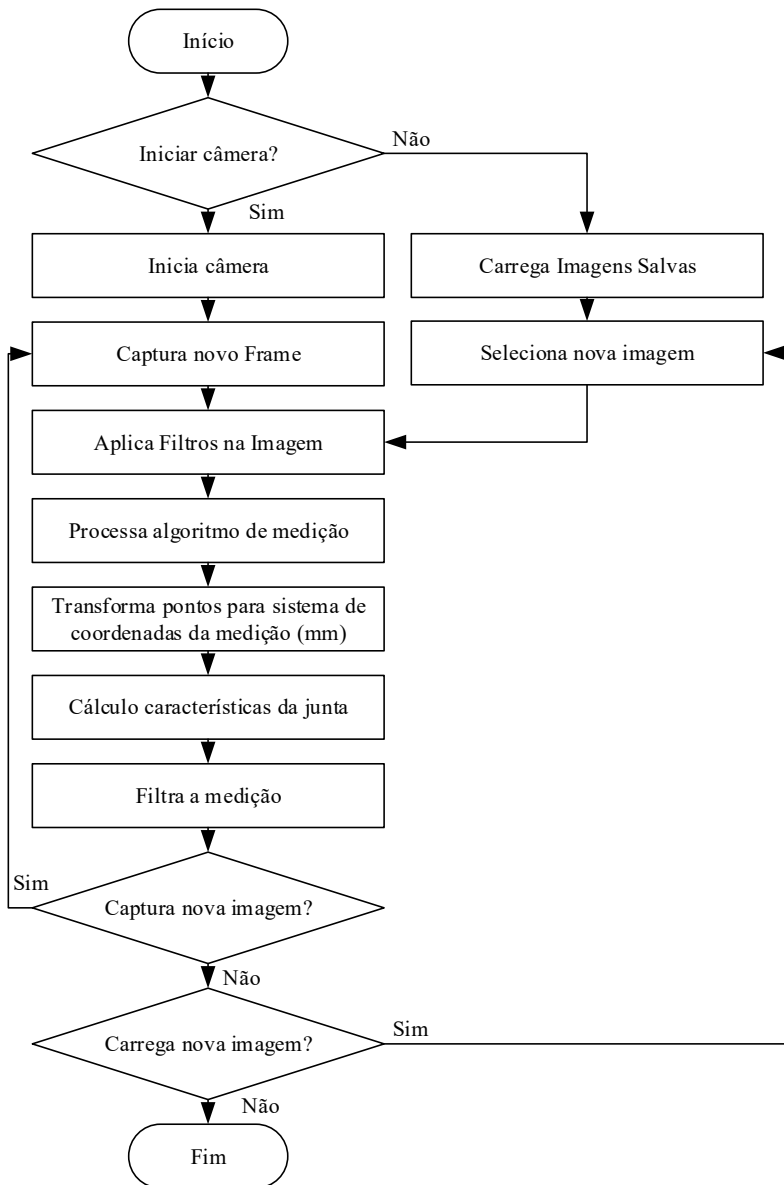 Início
Iniciar câmera?
Não
Sim
Inicia câmera
Carrega Imagens Salvas
Captura novo Frame
Seleciona nova imagem
Aplica Filtros na Imagem
Processa algoritmo de medição
Transforma pontos para sistema de
coordenadas da medição (mm)
Cálculo características da junta
Filtra a medição
Sim
Captura nova imagem?
Não
Carrega nova imagem?
Sim
Não
Fim